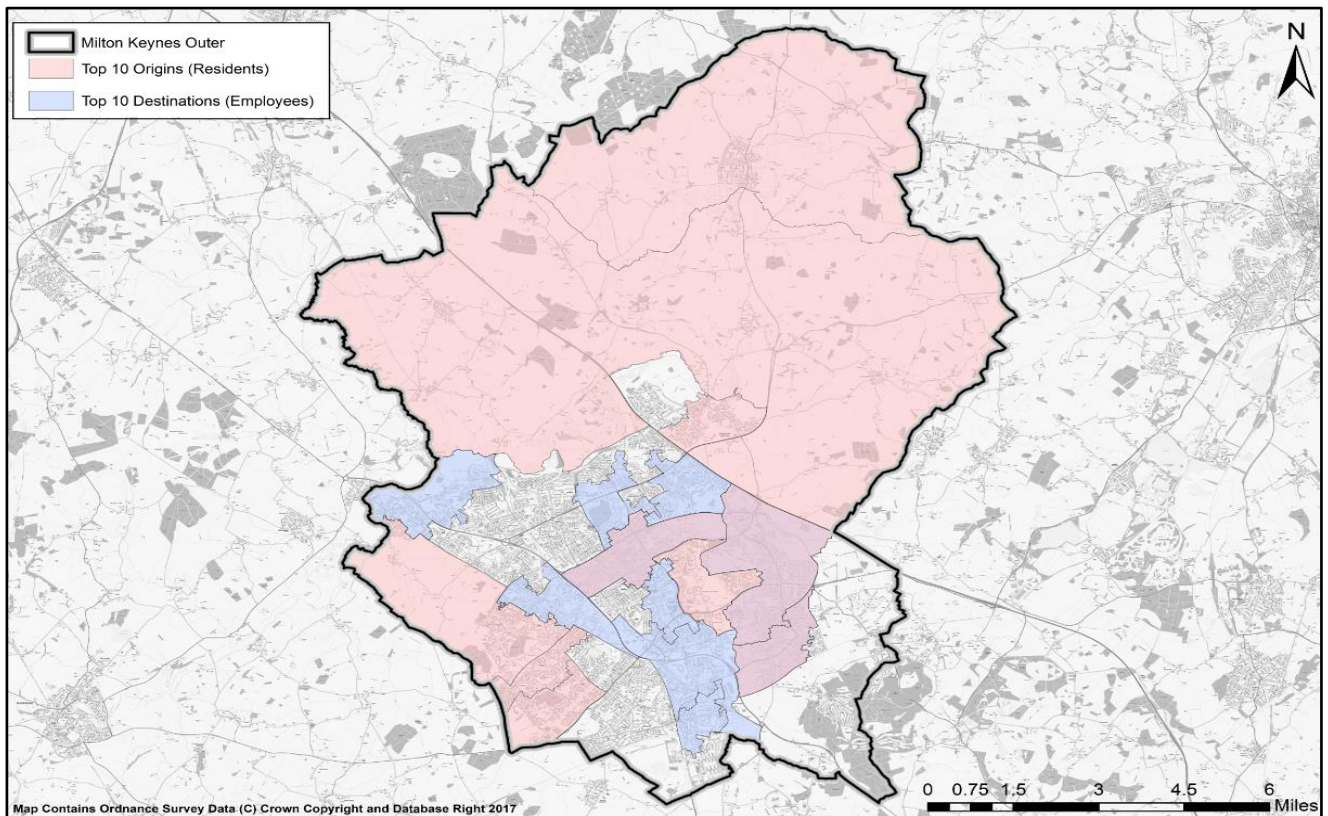 Milton Keynes Outer
Top 10 Origins (Residents)
Top 10 Destinations (Employees)
N
0 0.75 1.5 3 4.5 6
Miles
Map Contains Ordnance Survey Data (C) Crown Copyright and Database Right 2017